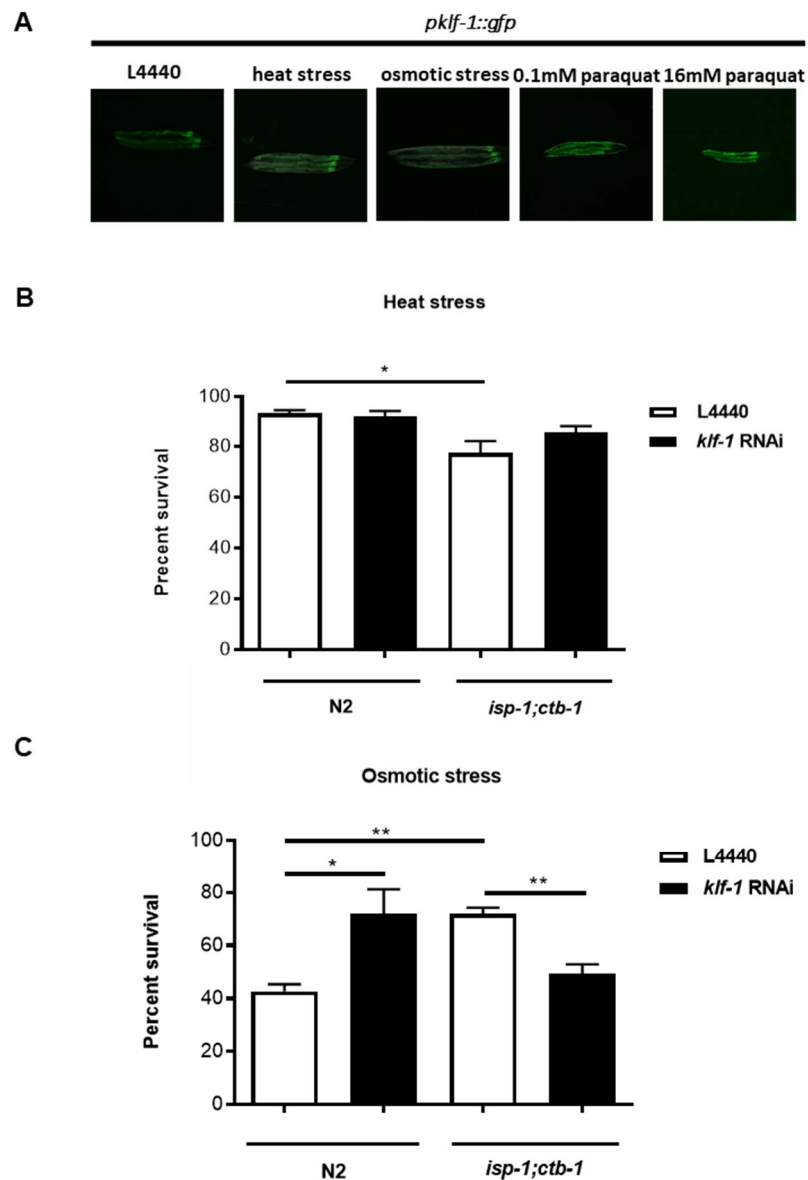 A
pklf-1::gfp
L4440
heat stress
osmotic stress
0.1mM paraquat
16mM paraquat
B
Heat stress
*
100
80
60
40
20
0
Precent survival
L4440
klf-1 RNAi
N2
isp-1;ctb-1
C
Osmotic stress
**
*
**
100
80
60
40
20
0
Percent survival
L4440
klf-1 RNAi
N2
isp-1;ctb-1